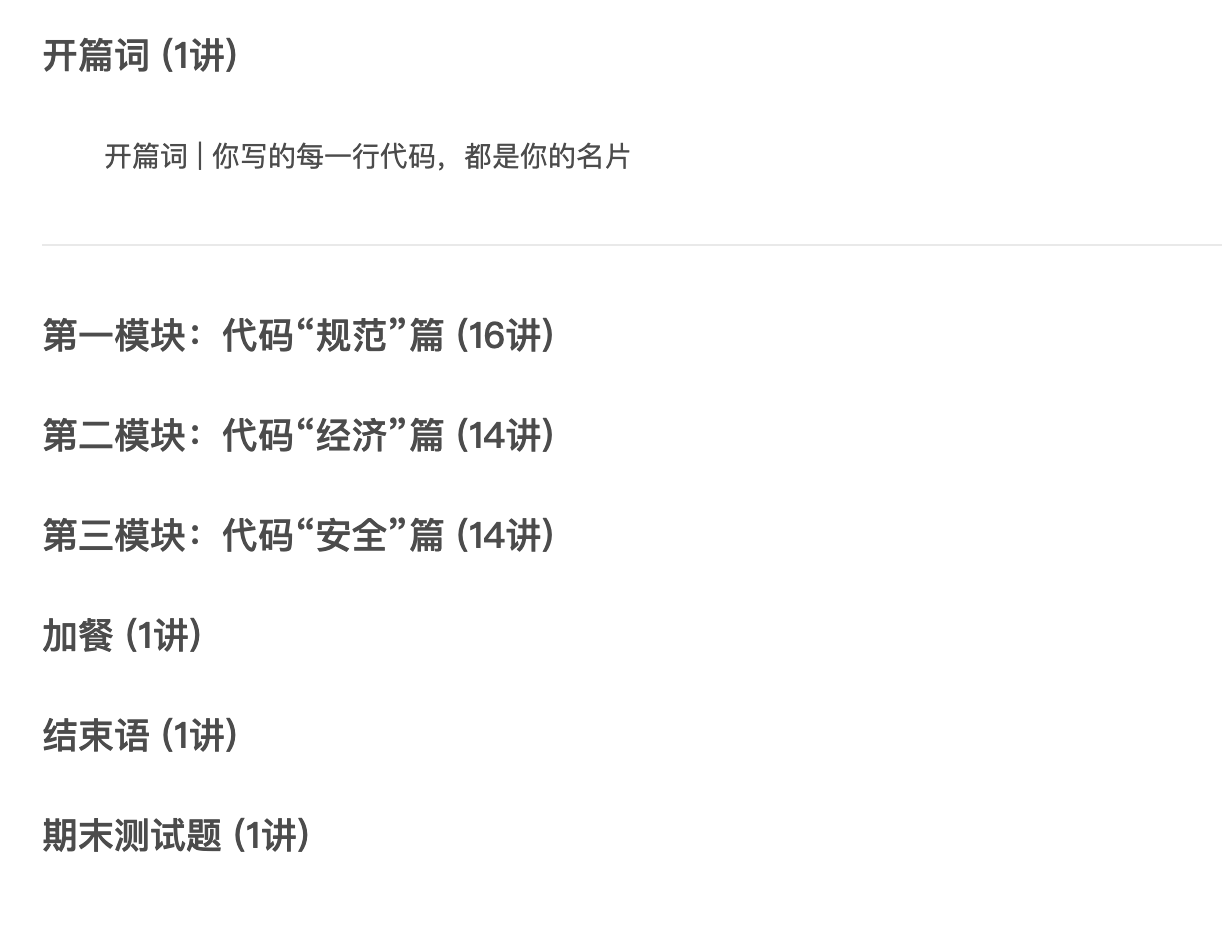 开篇词 (1讲)
开篇词 | 你写的每一行代码，都是你的名片
第一模块：代码“规范”篇 (16讲)
第二模块：代码“经济”篇 (14讲)
第三模块：代码“安全”篇 (14讲)
加餐 (1讲)
结束语 (1讲)
期末测试题 (1讲)